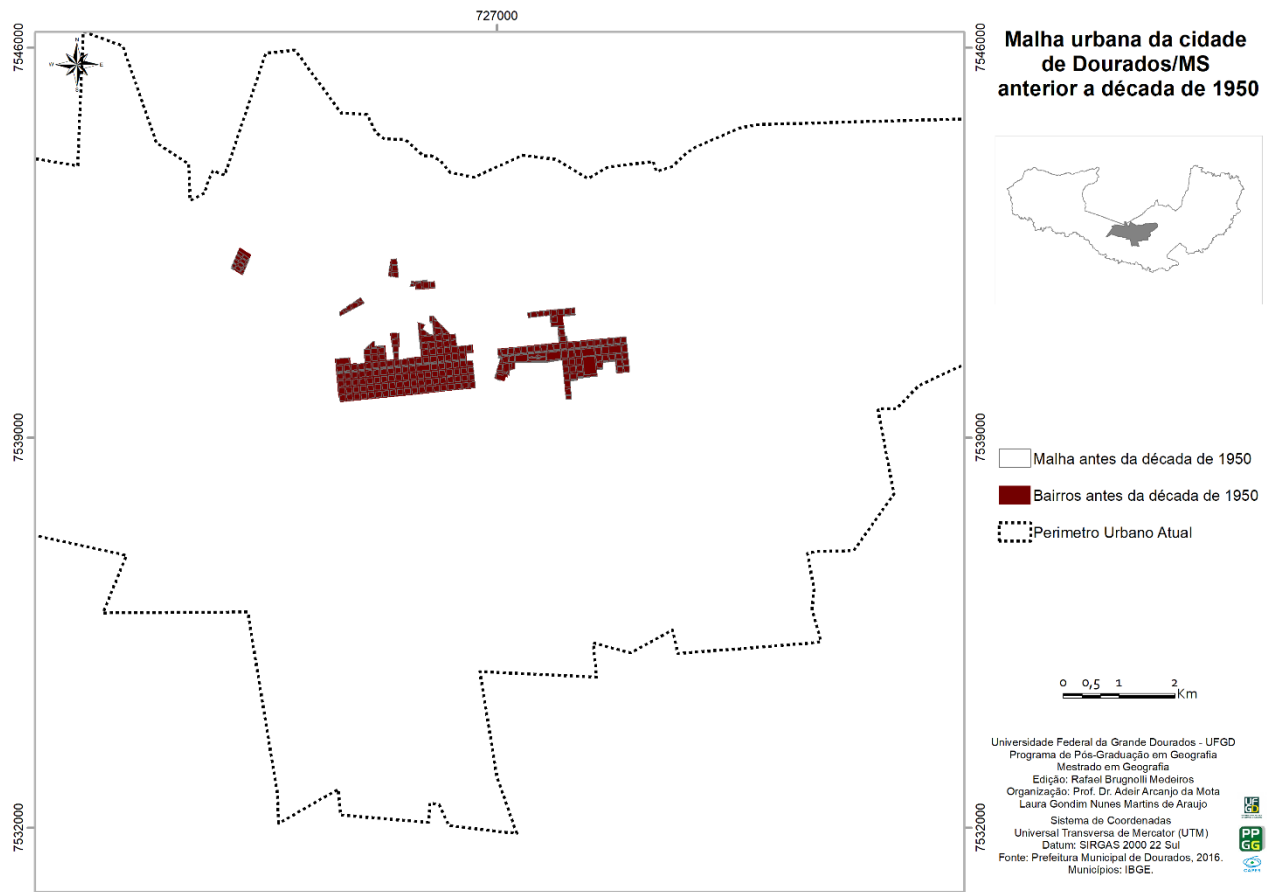 727000
7546000
7546000
N
W
E
S
Malha urbana da cidade
de Dourados/MS
anterior a década de 1950
7539000
7539000
Malha antes da década de 1950
Bairros antes da década de 1950
Perimetro Urbano Atual
0 0,5 1 2
Km
Universidade Federal da Grande Dourados - UFGD
Programa de Pós-Graduação em Geografia
Mestrado em Geografia
Edição: Rafael Brugnolli Medeiros
Organização: Prof. Dr. Adeir Arcanjo da Mota
Laura Gondim Nunes Martins de Araujo
Sistema de Coordenadas
Universal Transversa de Mercator (UTM)
Datum: SIRGAS 2000 22 Sul
Fonte: Prefeitura Municipal de Dourados, 2016.
Municípios: IBGE.
UF
GD
PP
GG
CAPES
7532000
7532000